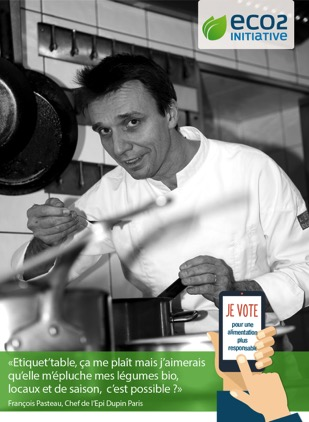 eco2
INITIATIVE
JE VOTE
pour une
alimentation
plus
responsable
«Etiquet'table, ça me plaît mais j'aimerais
qu'elle m'épluche mes légumes bio,
locaux et de saison, c'est possible ?»
François Pasteau, Chef de l'Epi Dupin Paris